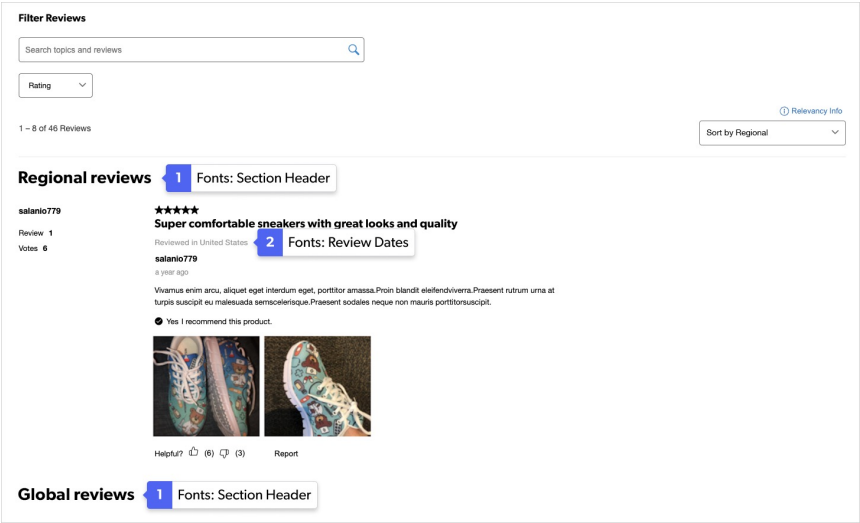 Filter Reviews
Search topics and reviews
Rating
Relevancy Info
1 – 8 of 46 Reviews
Sort by Regional
Regional reviews 1 Fonts: Section Header
salanio779
Review 1
Votes 6
Super comfortable sneakers with great looks and quality
Reviewed in United States 2 Fonts: Review Dates
salanio779
a year ago
Vivamus enim arcu, aliquet eget interdum eget, porttitor amassa.Proin blandit eleifendviverra.Praesent rutrum urna at
turpis suscipit eu malesuada semscelerisque.Praesent sodales neque non mauris porttitorsuscipit.
Yes I recommend this product.
Helpful? (6) (3) Report
Global reviews 1 Fonts: Section Header